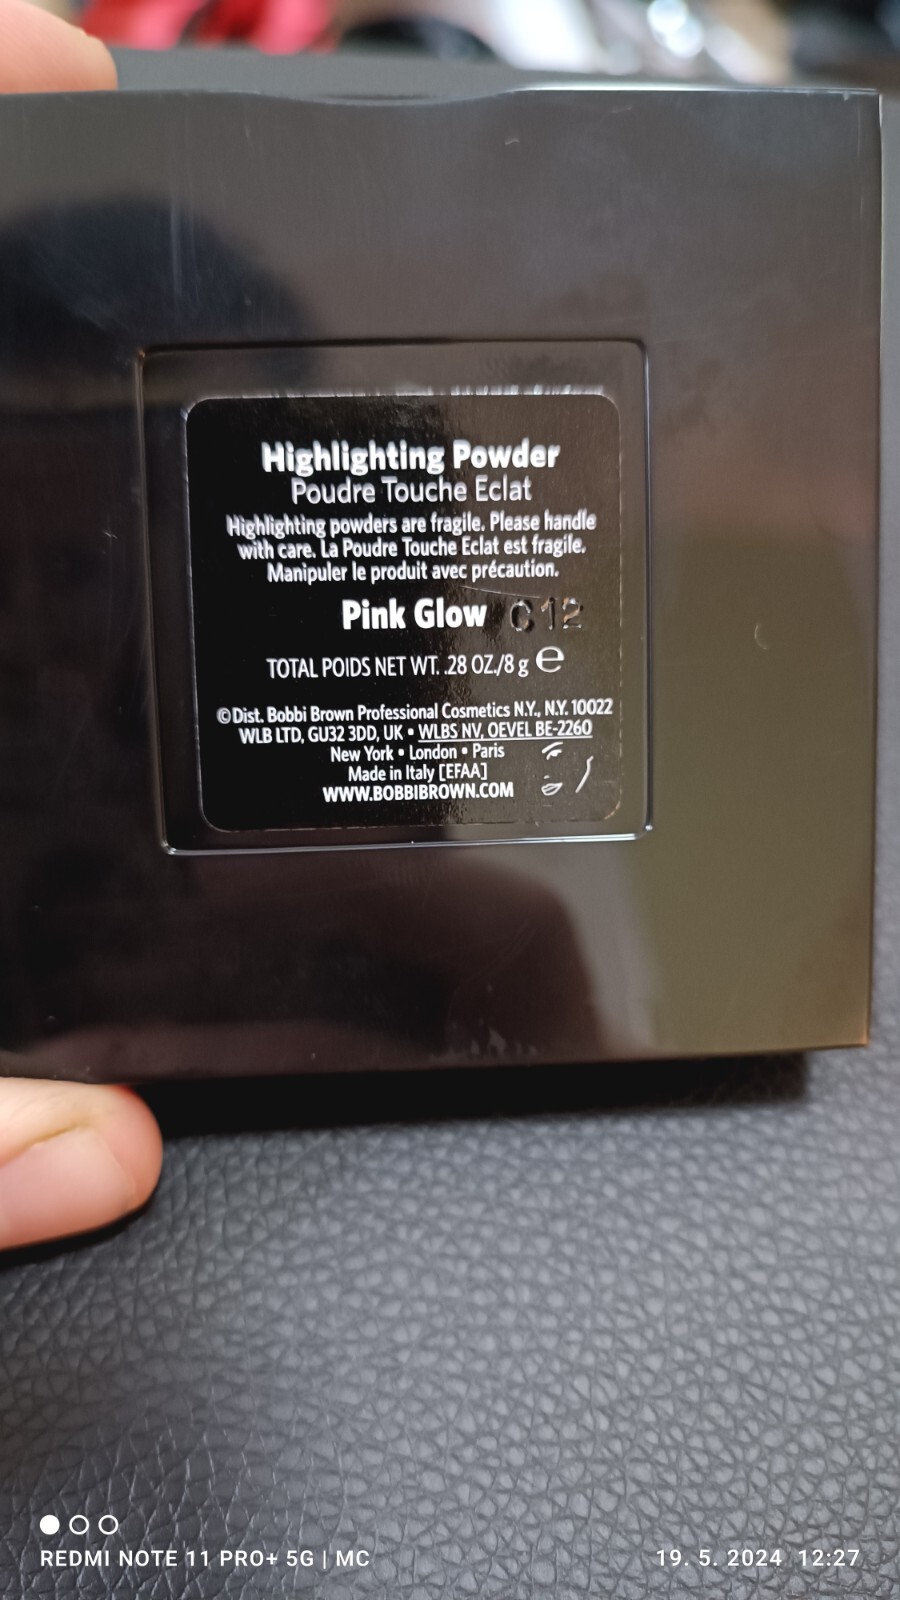 Highlighting Powder
Poudre Touche Eclat
Highlighting powders are fragile. Please handle
with care. La Poudre Touche Eclat est fragile.
Manipuler le produit avec précaution.
Pink Glow C12
TOTAL POIDS NET WT. .28 OZ./8 g ℮
©Dist. Bobbi Brown Professional Cosmetics N.Y., N.Y. 10022
WLB LTD, GU32 3DD, UK • WLBS NV, OEVEL BE-2260
New York • London • Paris
Made in Italy [EFAA]
WWW.BOBBIBROWN.COM
REDMI NOTE 11 PRO+ 5G | MC
19. 5. 2024 12:27